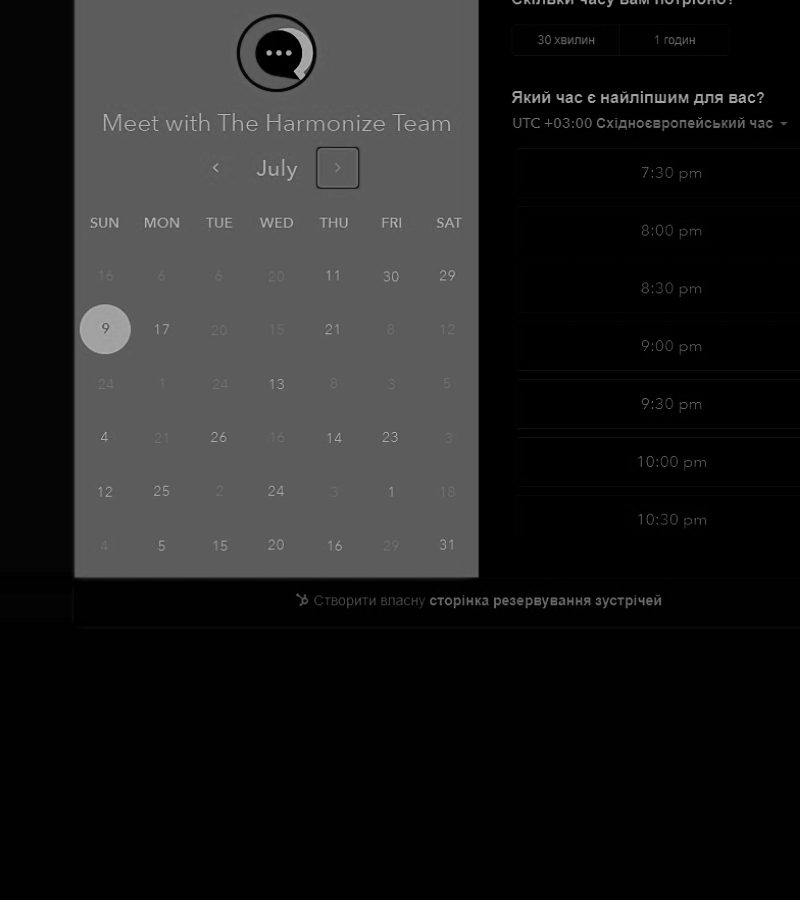 Скільки часу вам потрібно?
30 хвилин 1 годин
Meet with The Harmonize Team
Який час є найліпшим для вас?
UTC +03:00 Східноєвропейський час
July
7:30 pm
SUN MON TUE WED THU FRI SAT
8:00 pm
16 6 6 20 11 30 29
8:30 pm
9 17 20 15 21 8 12
9:00 pm
24 1 24 13 8 3 5
9:30 pm
4 21 26 16 14 23 3
10:00 pm
12 25 2 24 3 1 18
10:30 pm
4 5 15 20 16 29 31
Створити власну сторінка резервування зустрічей